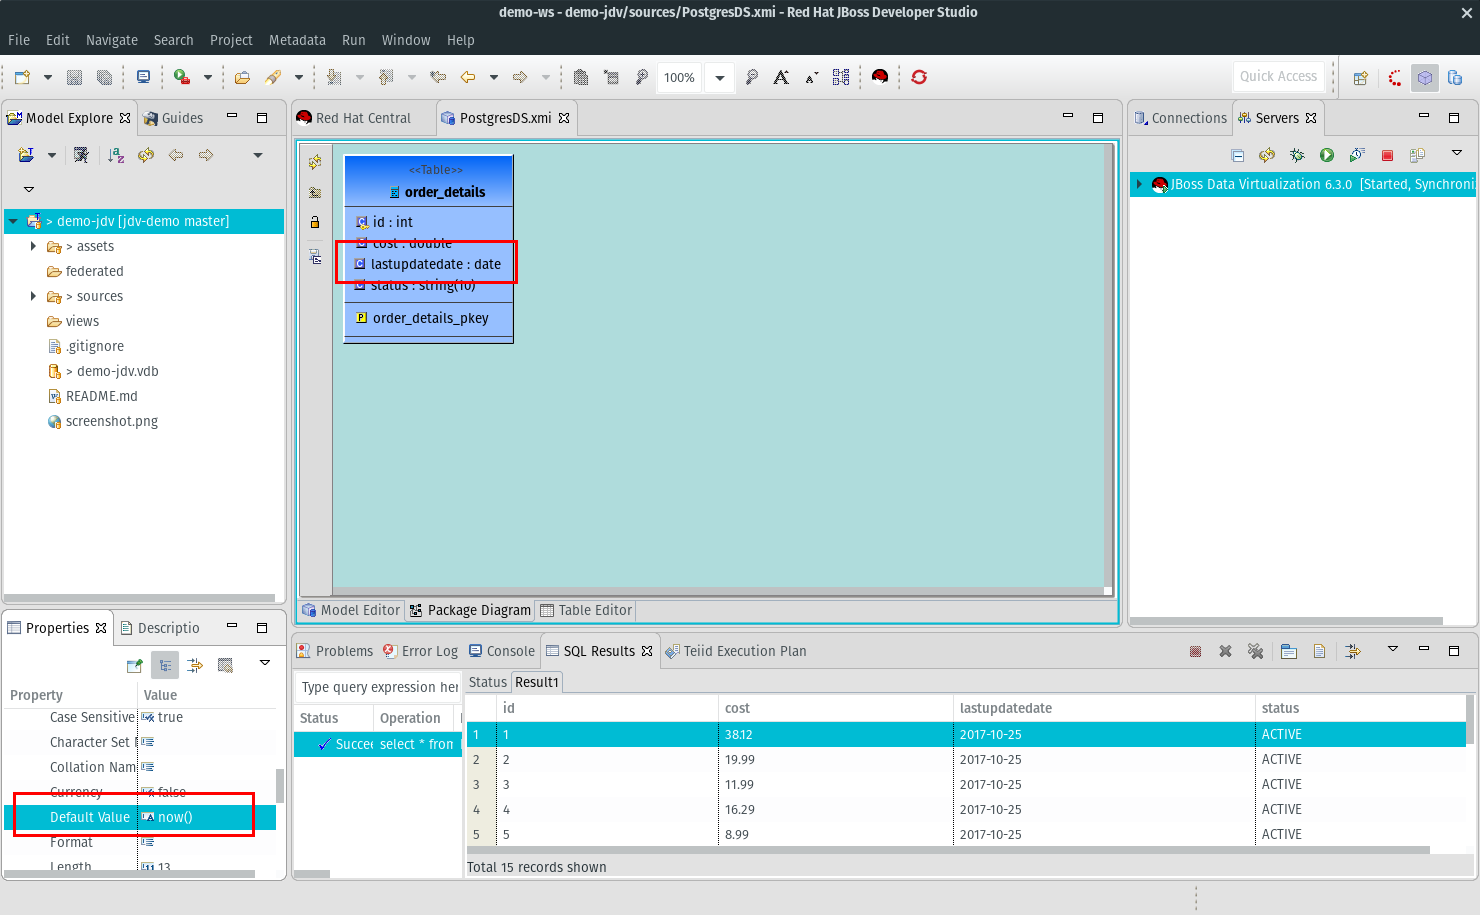 demo-ws - demo-jdv/sources/PostgresDS.xmi - Red Hat JBoss Developer Studio
File Edit Navigate Search Project Metadata Run Window Help
100%
Quick Access
Model Explore
Guides
> demo-jdv [jdv-demo master]
> assets
federated
> sources
views
.gitignore
> demo-jdv.vdb
README.md
screenshot.png
Red Hat Central
PostgresDS.xmi
<<Table>>
order_details
id : int
cost : double
lastupdatedate : date
status : string(10)
order_details_pkey
Model Editor
Package Diagram
Table Editor
Connections
Servers
JBoss Data Virtualization 6.3.0 [Started, Synchroni
Properties
Descriptio
Property Value
Case Sensitive true
Character Set
Collation Nam
Currency false
Default Value now()
Format
Length 13
Problems
Error Log
Console
SQL Results
Teiid Execution Plan
Type query expression her
Status Operation
Succee select * from
Status
Result1
id cost lastupdatedate status
1 1 38.12 2017-10-25 ACTIVE
2 2 19.99 2017-10-25 ACTIVE
3 3 11.99 2017-10-25 ACTIVE
4 4 16.29 2017-10-25 ACTIVE
5 5 8.99 2017-10-25 ACTIVE
Total 15 records shown